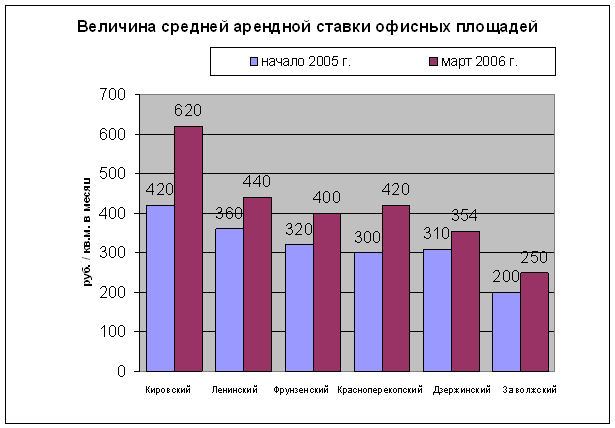 Величина средней арендной ставки офисных площадей
начало 2005 г. март 2006 г.
руб. / кв.м. в месяц
700
600
500
400
300
200
100
0
420 620 360 440 320 400 300 420 310 354 200 250
Кировский Ленинский Фрунзенский Красноперекопский Дзержинский Заволжский